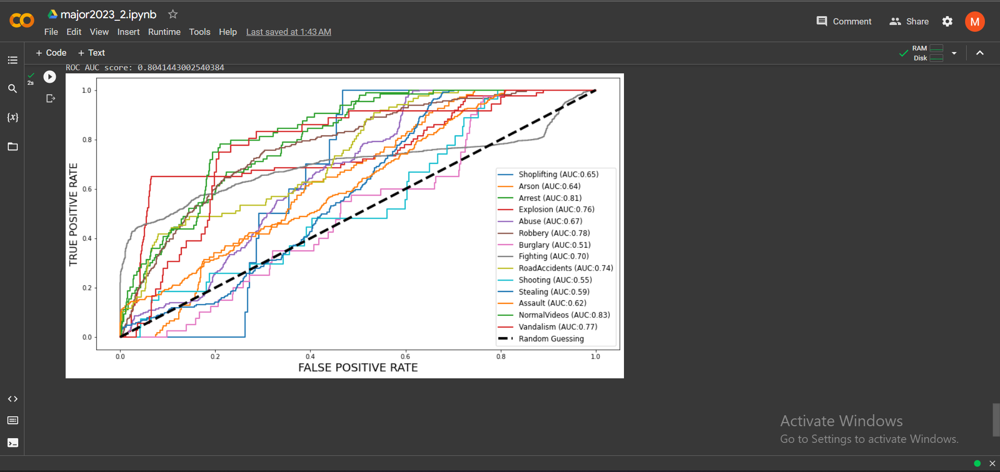 major2023_2.ipynb
File Edit View Insert Runtime Tools Help Last saved at 1:43 AM
Comment Share M
+ Code + Text
RAM
Disk
ROC AUC score: 0.8041443002540384
2s
{x}
TRUE POSITIVE RATE
1.0
0.8
0.6
0.4
0.2
0.0
Shoplifting (AUC:0.65)
Arson (AUC:0.64)
Arrest (AUC:0.81)
Explosion (AUC:0.76)
Abuse (AUC:0.67)
Robbery (AUC:0.78)
Burglary (AUC:0.51)
Fighting (AUC:0.70)
RoadAccidents (AUC:0.74)
Shooting (AUC:0.55)
Stealing (AUC:0.59)
Assault (AUC:0.62)
NormalVideos (AUC:0.83)
Vandalism (AUC:0.77)
Random Guessing
0.0 0.2 0.4 0.6 0.8 1.0
FALSE POSITIVE RATE
Activate Windows
Go to Settings to activate Windows.